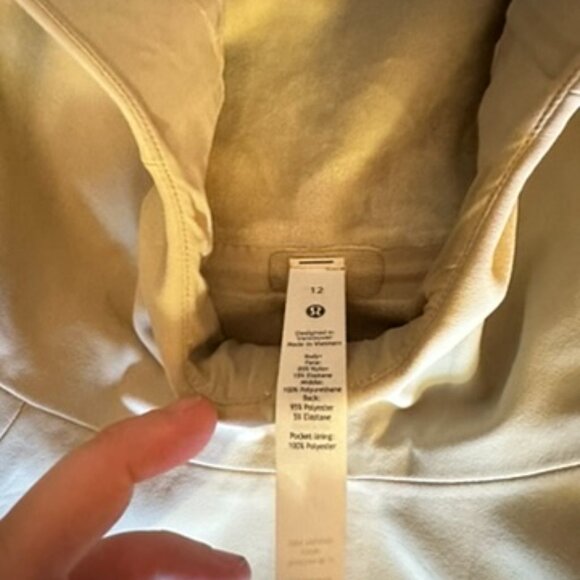 12
Designed in
Vancouver
Made in Vietnam
Body:
Face:
85% Nylon
15% Elastane
Middle:
100% Polyurethane
Back:
95% Polyester
5% Elastane
Pocket lining:
100% Polyester